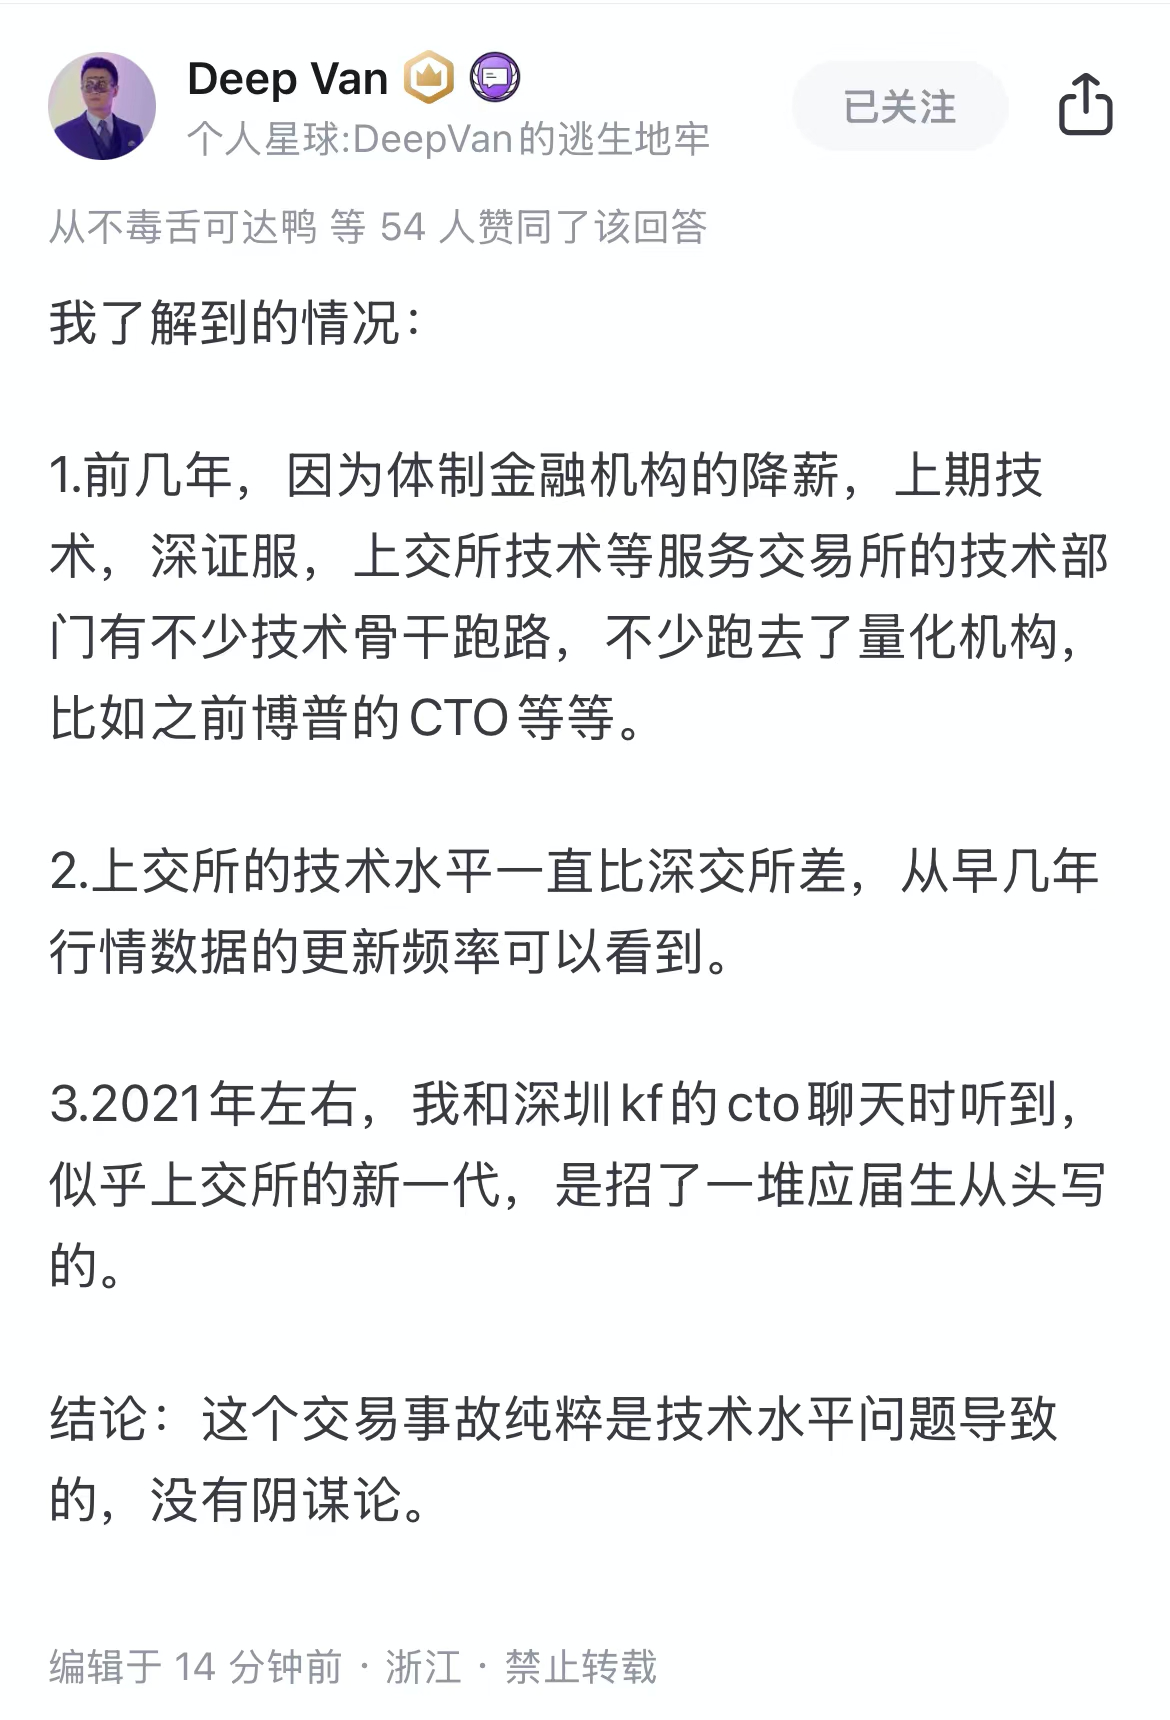 Deep Van
个人星球:DeepVan的逃生地牢
已关注
从不毒舌可达鸭 等 54 人赞同了该回答
我了解到的情况：
1.前几年，因为体制金融机构的降薪，上期技
术，深证服，上交所技术等服务交易所的技术部
门有不少技术骨干跑路，不少跑去了量化机构，
比如之前博普的CTO等等。
2.上交所的技术水平一直比深交所差，从早几年
行情数据的更新频率可以看到。
3.2021年左右，我和深圳kf的cto聊天时听到，
似乎上交所的新一代，是招了一堆应届生从头写
的。
结论：这个交易事故纯粹是技术水平问题导致
的，没有阴谋论。
编辑于 14 分钟前 · 浙江 · 禁止转载